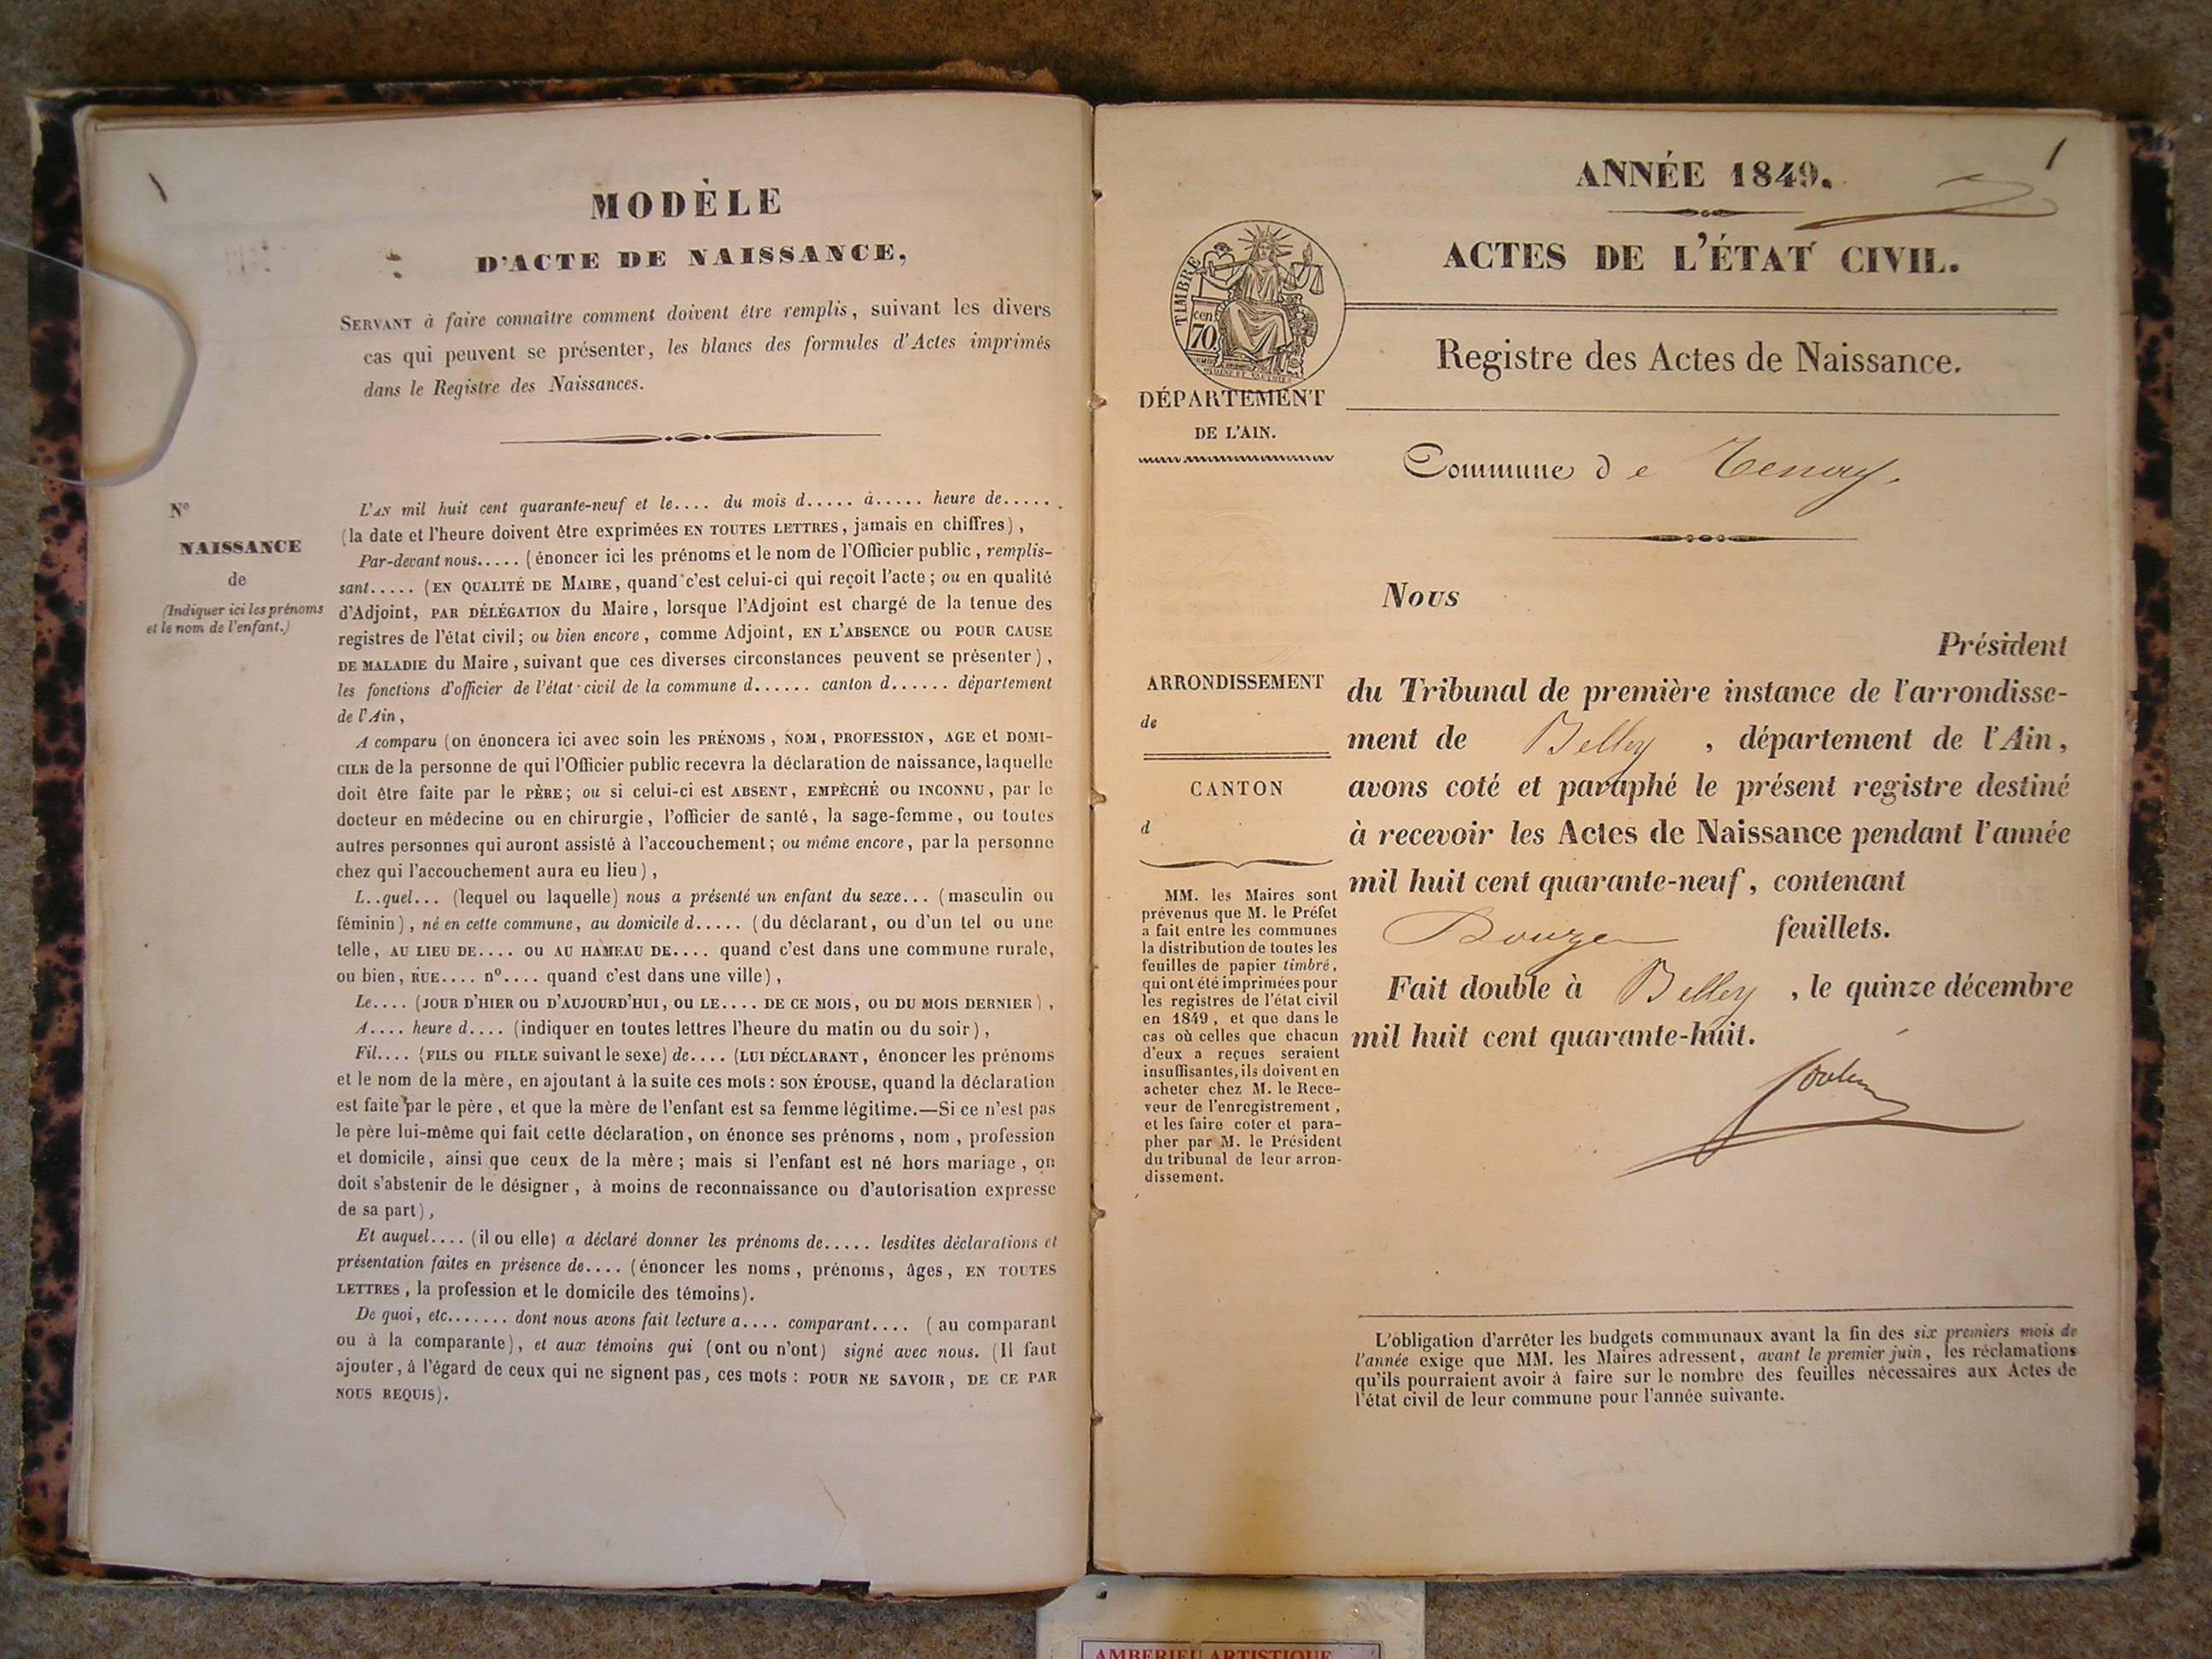 MODÈLE
D'ACTE DE NAISSANCE,
SERVANT à faire connaître comment doivent être remplis, suivant les divers
cas qui peuvent se présenter, les blancs des formules d'Actes imprimés
dans le Registre des Naissances.
N°
NAISSANCE
de
(Indiquer ici les prénoms
et le nom de l'enfant.)
L'AN mil huit cent quarante-neuf et le.... du mois d..... à..... heure de.....
(la date et l'heure doivent être exprimées EN TOUTES LETTRES, jamais en chiffres),
Par-devant nous..... (énoncer ici les prénoms et le nom de l'Officier public, remplis-
sant..... (EN QUALITÉ DE MAIRE, quand c'est celui-ci qui reçoit l'acte; ou en qualité
d'Adjoint, PAR DÉLÉGATION du Maire, lorsque l'Adjoint est chargé de la tenue des
registres de l'état civil; ou bien encore, comme Adjoint, EN L'ABSENCE OU POUR CAUSE
DE MALADIE du Maire, suivant que ces diverses circonstances peuvent se présenter),
les fonctions d'officier de l'état civil de la commune d...... canton d...... département
de l'Ain,
A comparu (on énoncera ici avec soin les PRÉNOMS, NOM, PROFESSION, AGE et DOMI-
CILE de la personne de qui l'Officier public recevra la déclaration de naissance, laquelle
doit être faite par le PÈRE; ou si celui-ci est ABSENT, EMPÊCHÉ OU INCONNU, par le
docteur en médecine ou en chirurgie, l'officier de santé, la sage-femme, ou toutes
autres personnes qui auront assisté à l'accouchement; ou même encore, par la personne
chez qui l'accouchement aura eu lieu),
L..quel... (lequel ou laquelle) nous a présenté un enfant du sexe... (masculin ou
féminin), né en cette commune, au domicile d..... (du déclarant, ou d'un tel ou une
telle, AU LIEU DE.... ou AU HAMEAU DE.... quand c'est dans une commune rurale,
ou bien, RUE.... n°.... quand c'est dans une ville),
Le.... (JOUR D'HIER OU D'AUJOURD'HUI, OU LE.... DE CE MOIS, OU DU MOIS DERNIER),
A.... heure d.... (indiquer en toutes lettres l'heure du matin ou du soir),
Fil.... (FILS ou FILLE suivant le sexe) de.... (LUI DÉCLARANT, énoncer les prénoms
et le nom de la mère, en ajoutant à la suite ces mots: SON ÉPOUSE, quand la déclaration
est faite par le père, et que la mère de l'enfant est sa femme légitime.—Si ce n'est pas
le père lui-même qui fait cette déclaration, on énonce ses prénoms, nom, profession
et domicile, ainsi que ceux de la mère; mais si l'enfant est né hors mariage, on
doit s'abstenir de le désigner, à moins de reconnaissance ou d'autorisation expresse
de sa part),
Et auquel.... (il ou elle) a déclaré donner les prénoms de..... lesdites déclarations et
présentation faites en présence de.... (énoncer les noms, prénoms, âges, EN TOUTES
LETTRES, la profession et le domicile des témoins).
De quoi, etc....... dont nous avons fait lecture a.... comparant.... (au comparant
ou à la comparante), et aux témoins qui (ont ou n'ont) signé avec nous. (Il faut
ajouter, à l'égard de ceux qui ne signent pas, ces mots: POUR NE SAVOIR, DE CE PAR
NOUS REQUIS).
1
ANNÉE 1849.
ACTES DE L'ÉTAT CIVIL.
TIMBRE
cen.
70
Registre des Actes de Naissance.
DÉPARTEMENT
DE L'AIN.
Commune de Tenay.
Nous
Président
ARRONDISSEMENT
de
CANTON
d
du Tribunal de première instance de l'arrondisse-
ment de Belley, département de l'Ain,
avons coté et paraphé le présent registre destiné
à recevoir les Actes de Naissance pendant l'année
mil huit cent quarante-neuf, contenant
Douze feuillets.
Fait double à Belley, le quinze décembre
mil huit cent quarante-huit.
MM. les Maires sont
prévenus que M. le Préfet
a fait entre les communes
la distribution de toutes les
feuilles de papier timbré,
qui ont été imprimées pour
les registres de l'état civil
en 1849, et que dans le
cas où celles que chacun
d'eux a reçues seraient
insuffisantes, ils doivent en
acheter chez M. le Rece-
veur de l'enregistrement,
et les faire coter et para-
pher par M. le Président
du tribunal de leur arron-
dissement.
L'obligation d'arrêter les budgets communaux avant la fin des six premiers mois de
l'année exige que MM. les Maires adressent, avant le premier juin, les réclamations
qu'ils pourraient avoir à faire sur le nombre des feuilles nécessaires aux Actes de
l'état civil de leur commune pour l'année suivante.
AMBERIEU ARTISTIQUE